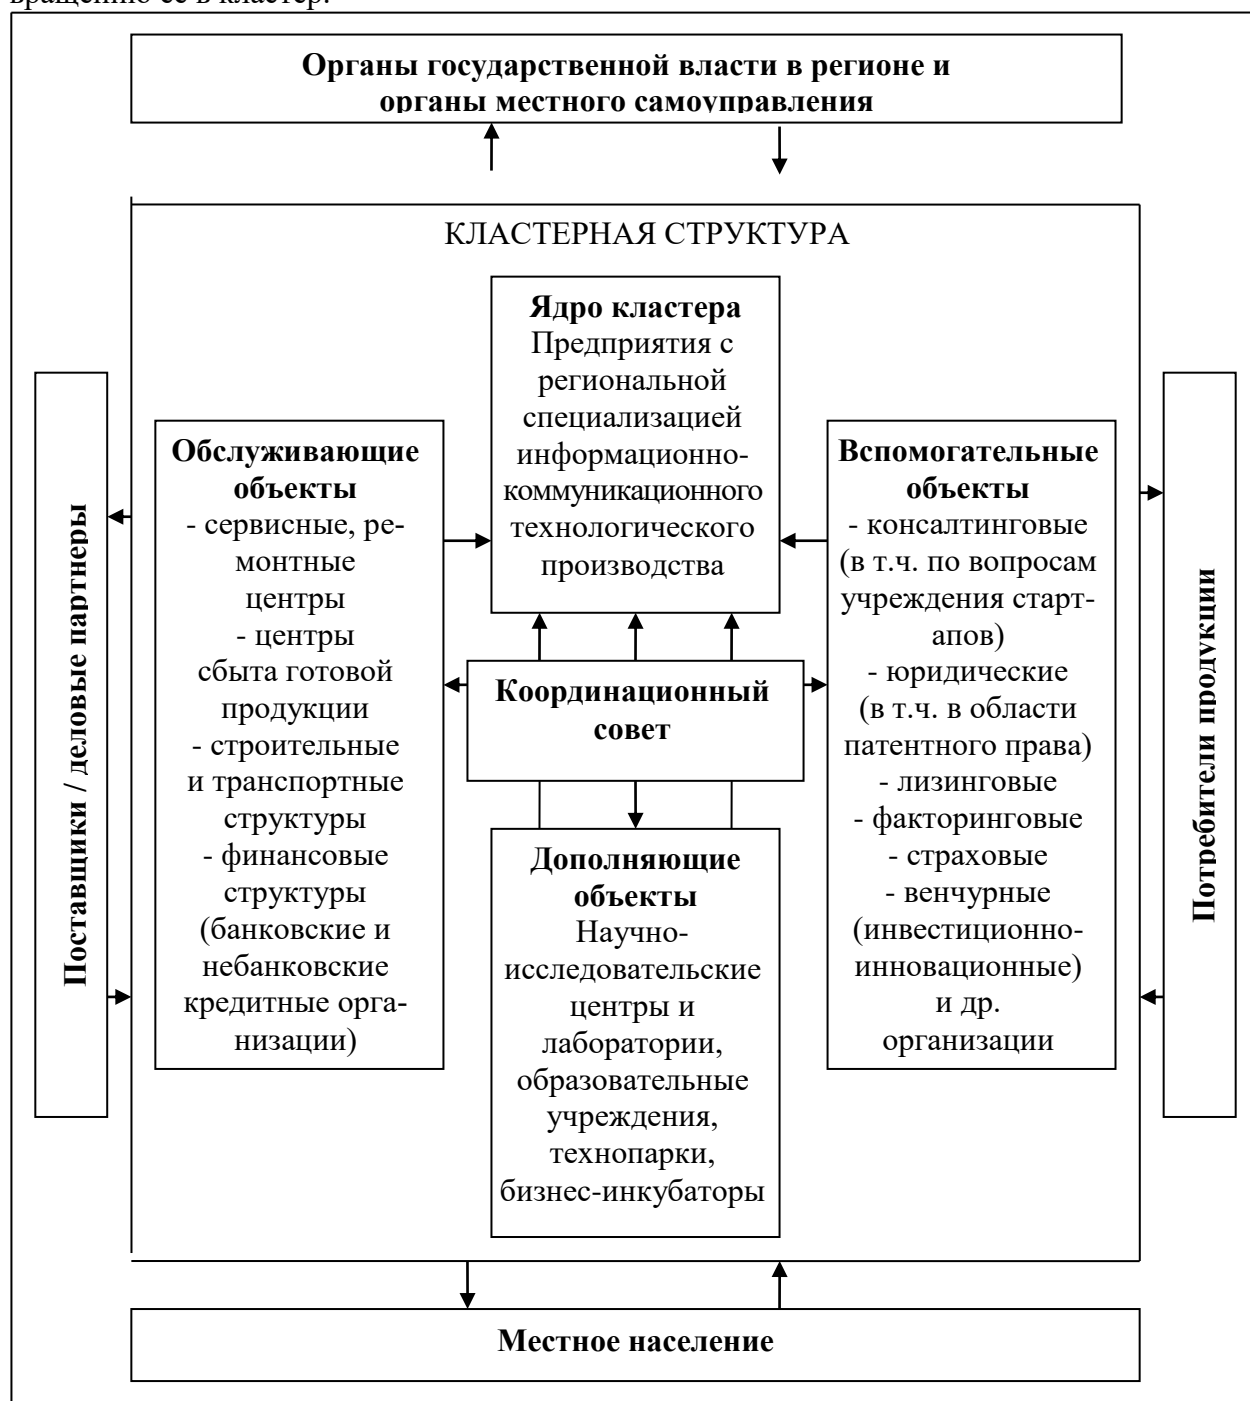 вращению ее в кластер.
Органы государственной власти в регионе и
органы местного самоуправления
КЛАСТЕРНАЯ СТРУКТУРА
Ядро кластера
Предприятия с
региональной
специализацией
информационно-
коммуникационного
технологического
производства
Поставщики / деловые партнеры
Обслуживающие
объекты
- сервисные, ре-
монтные
центры
- центры
сбыта готовой
продукции
- строительные
и транспортные
структуры
- финансовые
структуры
(банковские и
небанковские
кредитные орга-
низации)
Координационный
совет
Дополняющие
объекты
Научно-
исследовательские
центры и
лаборатории,
образовательные
учреждения,
технопарки,
бизнес-инкубаторы
Вспомогательные
объекты
- консалтинговые
(в т.ч. по вопросам
учреждения старт-
апов)
- юридические
(в т.ч. в области
патентного права)
- лизинговые
- факторинговые
- страховые
- венчурные
(инвестиционно-
инновационные)
и др.
организации
Потребители продукции
Местное население